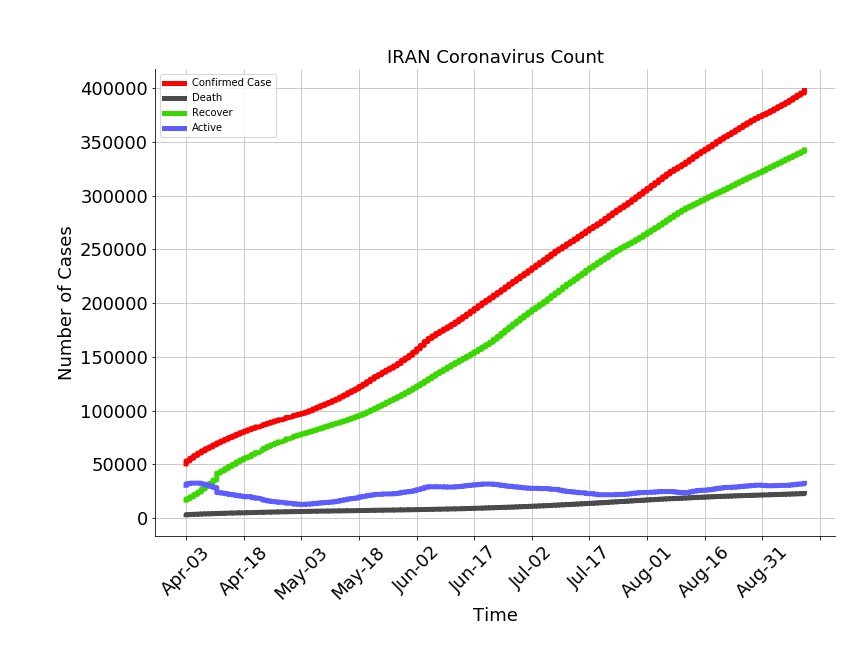 IRAN Coronavirus Count
Confirmed Case
Death
Recover
Active
Number of Cases
400000
350000
300000
250000
200000
150000
100000
50000
0
Apr-03
Apr-18
May-03
May-18
Jun-02
Jun-17
Jul-02
Jul-17
Aug-01
Aug-16
Aug-31
Time